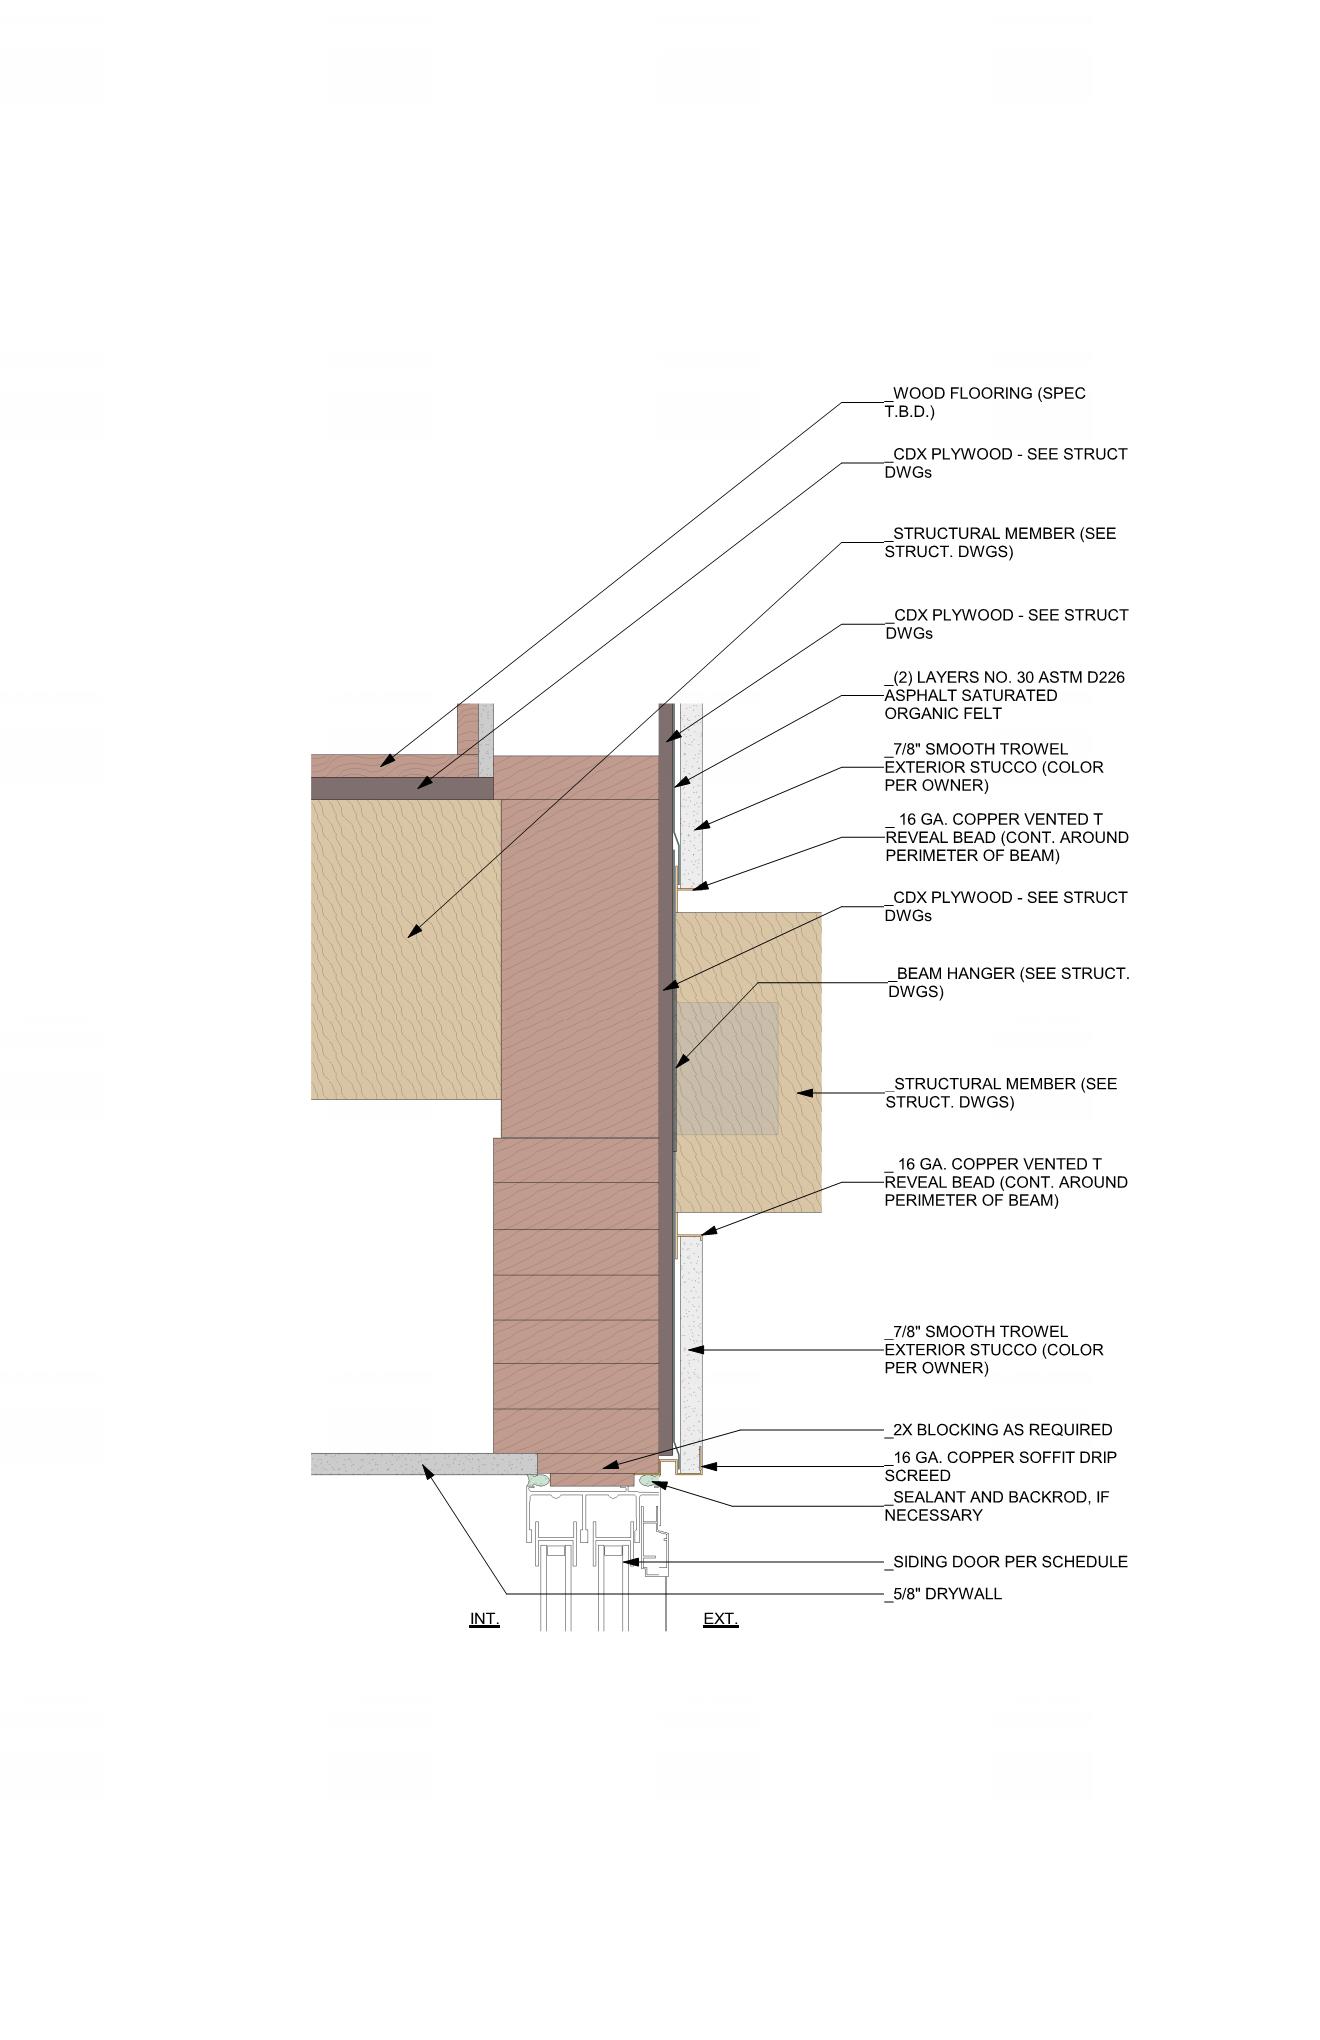 _WOOD FLOORING (SPEC
T.B.D.)
_CDX PLYWOOD - SEE STRUCT
DWGs
_STRUCTURAL MEMBER (SEE
STRUCT. DWGS)
_CDX PLYWOOD - SEE STRUCT
DWGs
_(2) LAYERS NO. 30 ASTM D226
ASPHALT SATURATED
ORGANIC FELT
_7/8" SMOOTH TROWEL
EXTERIOR STUCCO (COLOR
PER OWNER)
_ 16 GA. COPPER VENTED T
REVEAL BEAD (CONT. AROUND
PERIMETER OF BEAM)
_CDX PLYWOOD - SEE STRUCT
DWGs
_BEAM HANGER (SEE STRUCT.
DWGS)
_STRUCTURAL MEMBER (SEE
STRUCT. DWGS)
_ 16 GA. COPPER VENTED T
REVEAL BEAD (CONT. AROUND
PERIMETER OF BEAM)
_7/8" SMOOTH TROWEL
EXTERIOR STUCCO (COLOR
PER OWNER)
_2X BLOCKING AS REQUIRED
_16 GA. COPPER SOFFIT DRIP
SCREED
_SEALANT AND BACKROD, IF
NECESSARY
_SIDING DOOR PER SCHEDULE
_5/8" DRYWALL
INT.
EXT.